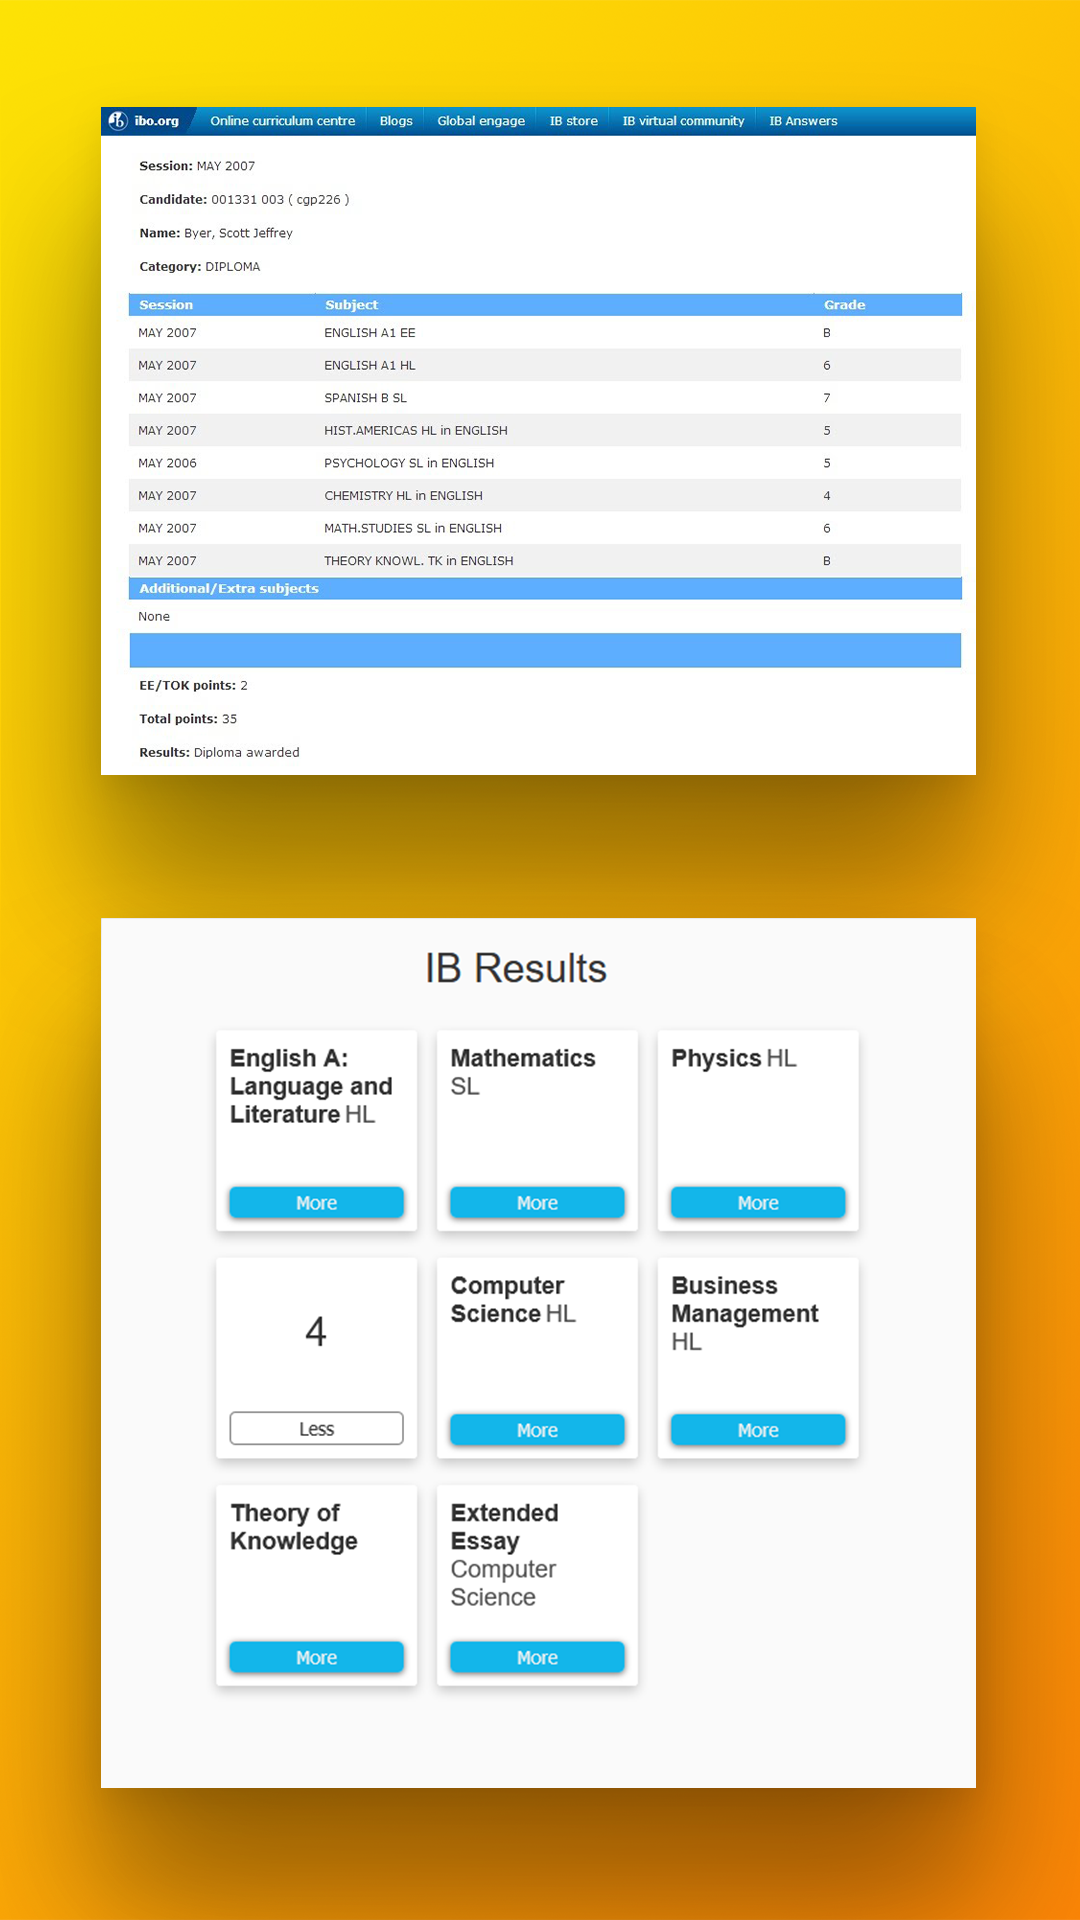 ibo.org Online curriculum centre Blogs Global engage IB store IB virtual community IB Answers
Session: MAY 2007
Candidate: 001331 003 ( cgp226 )
Name: Byer, Scott Jeffrey
Category: DIPLOMA
Session Subject Grade
MAY 2007 ENGLISH A1 EE B
MAY 2007 ENGLISH A1 HL 6
MAY 2007 SPANISH B SL 7
MAY 2007 HIST.AMERICAS HL in ENGLISH 5
MAY 2006 PSYCHOLOGY SL in ENGLISH 5
MAY 2007 CHEMISTRY HL in ENGLISH 4
MAY 2007 MATH.STUDIES SL in ENGLISH 6
MAY 2007 THEORY KNOWL. TK in ENGLISH B
Additional/Extra subjects
None
EE/TOK points: 2
Total points: 35
Results: Diploma awarded
IB Results
English A:
Language and
Literature HL
More
Mathematics
SL
More
Physics HL
More
4
Less
Computer
Science HL
More
Business
Management
HL
More
Theory of
Knowledge
More
Extended
Essay
Computer
Science
More